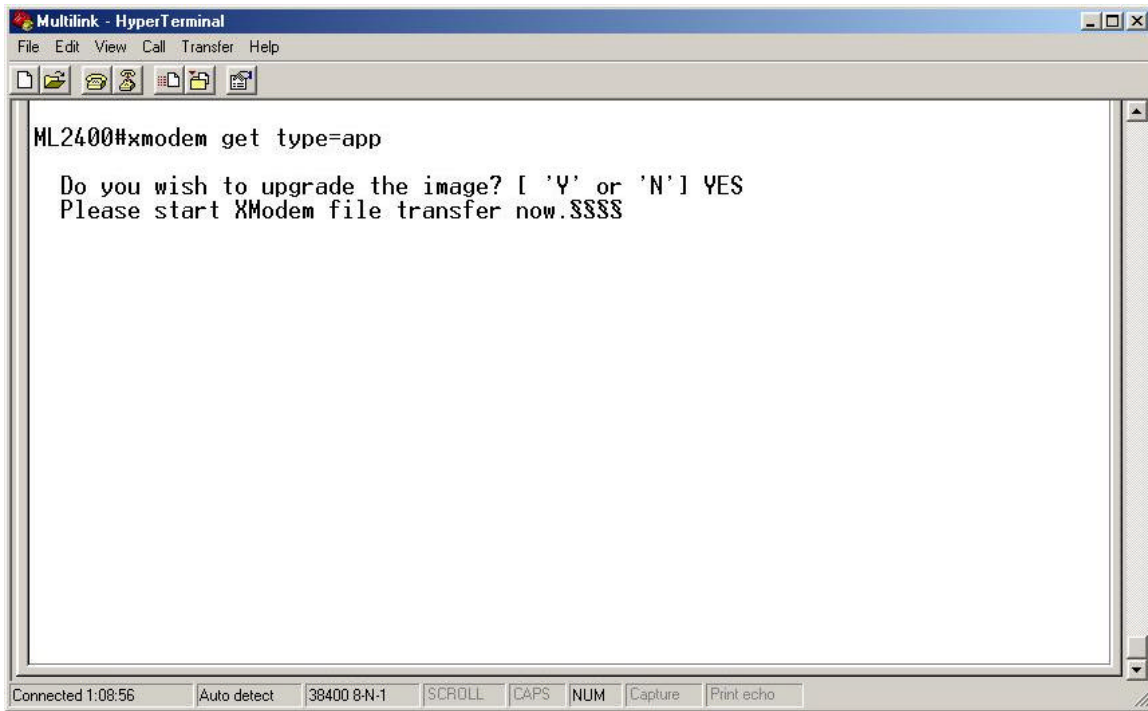 Multilink - HyperTerminal
File Edit View Call Transfer Help
ML2400#xmodem get type=app
Do you wish to upgrade the image? [ 'Y' or 'N'] YES
Please start XModem file transfer now.§§§§
Connected 1:08:56 Auto detect 38400 8-N-1 SCROLL CAPS NUM Capture Print echo